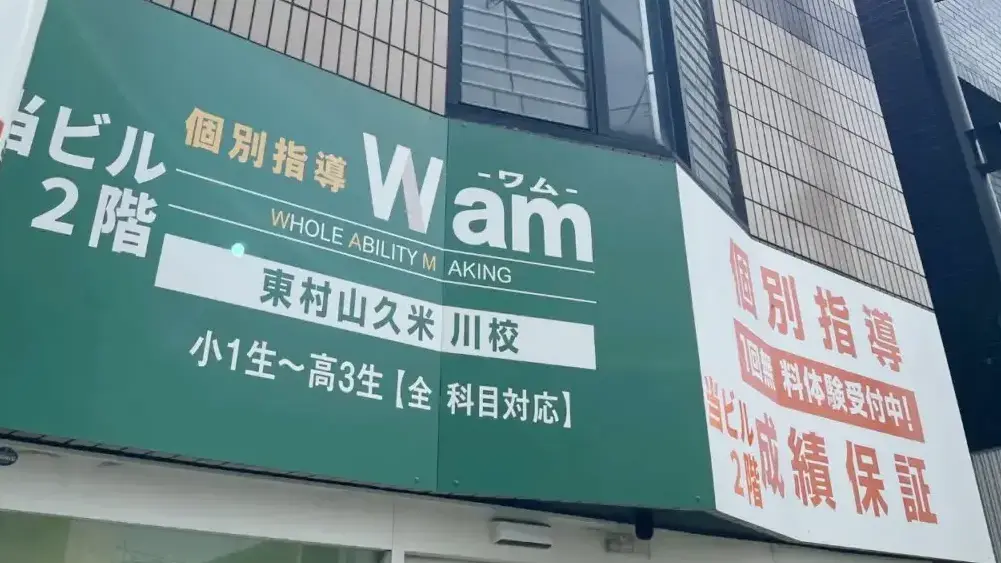 当ビル
2階
個別指導
Wam
-ワム-
WHOLE ABILITY MAKING
東村山久米川校
小1生～高3生【全科目対応】
個別指導
1回無料体験受付中!
当ビル
2階
成績保証